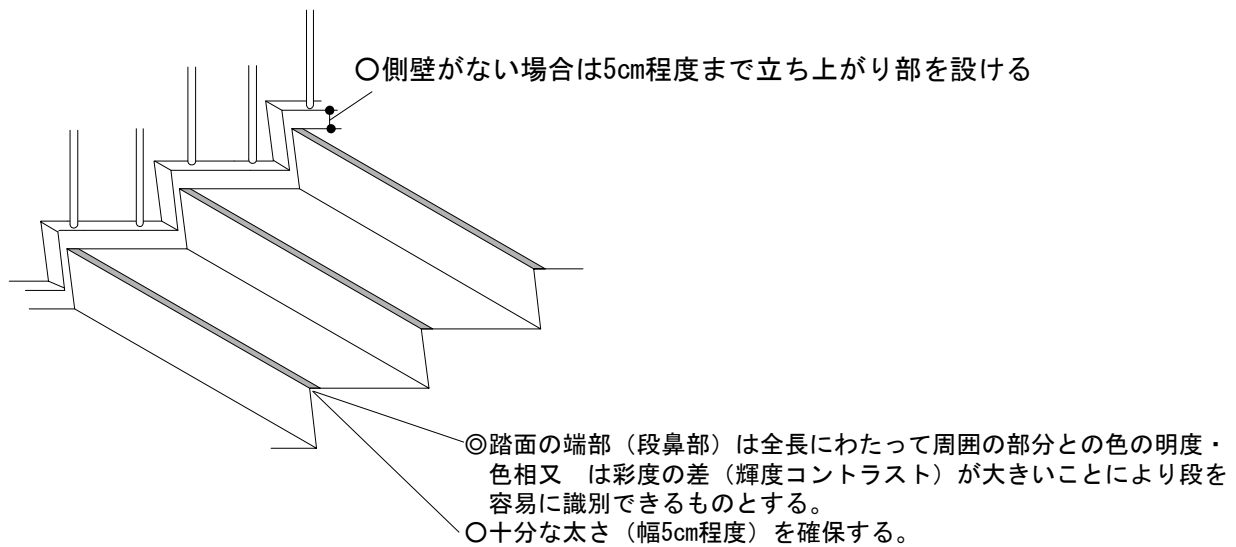 ○側壁がない場合は5cm程度まで立ち上がり部を設ける
◎踏面の端部（段鼻部）は全長にわたって周囲の部分との色の明度・
色相又　は彩度の差（輝度コントラスト）が大きいことにより段を
容易に識別できるものとする。
○十分な太さ（幅5cm程度）を確保する。